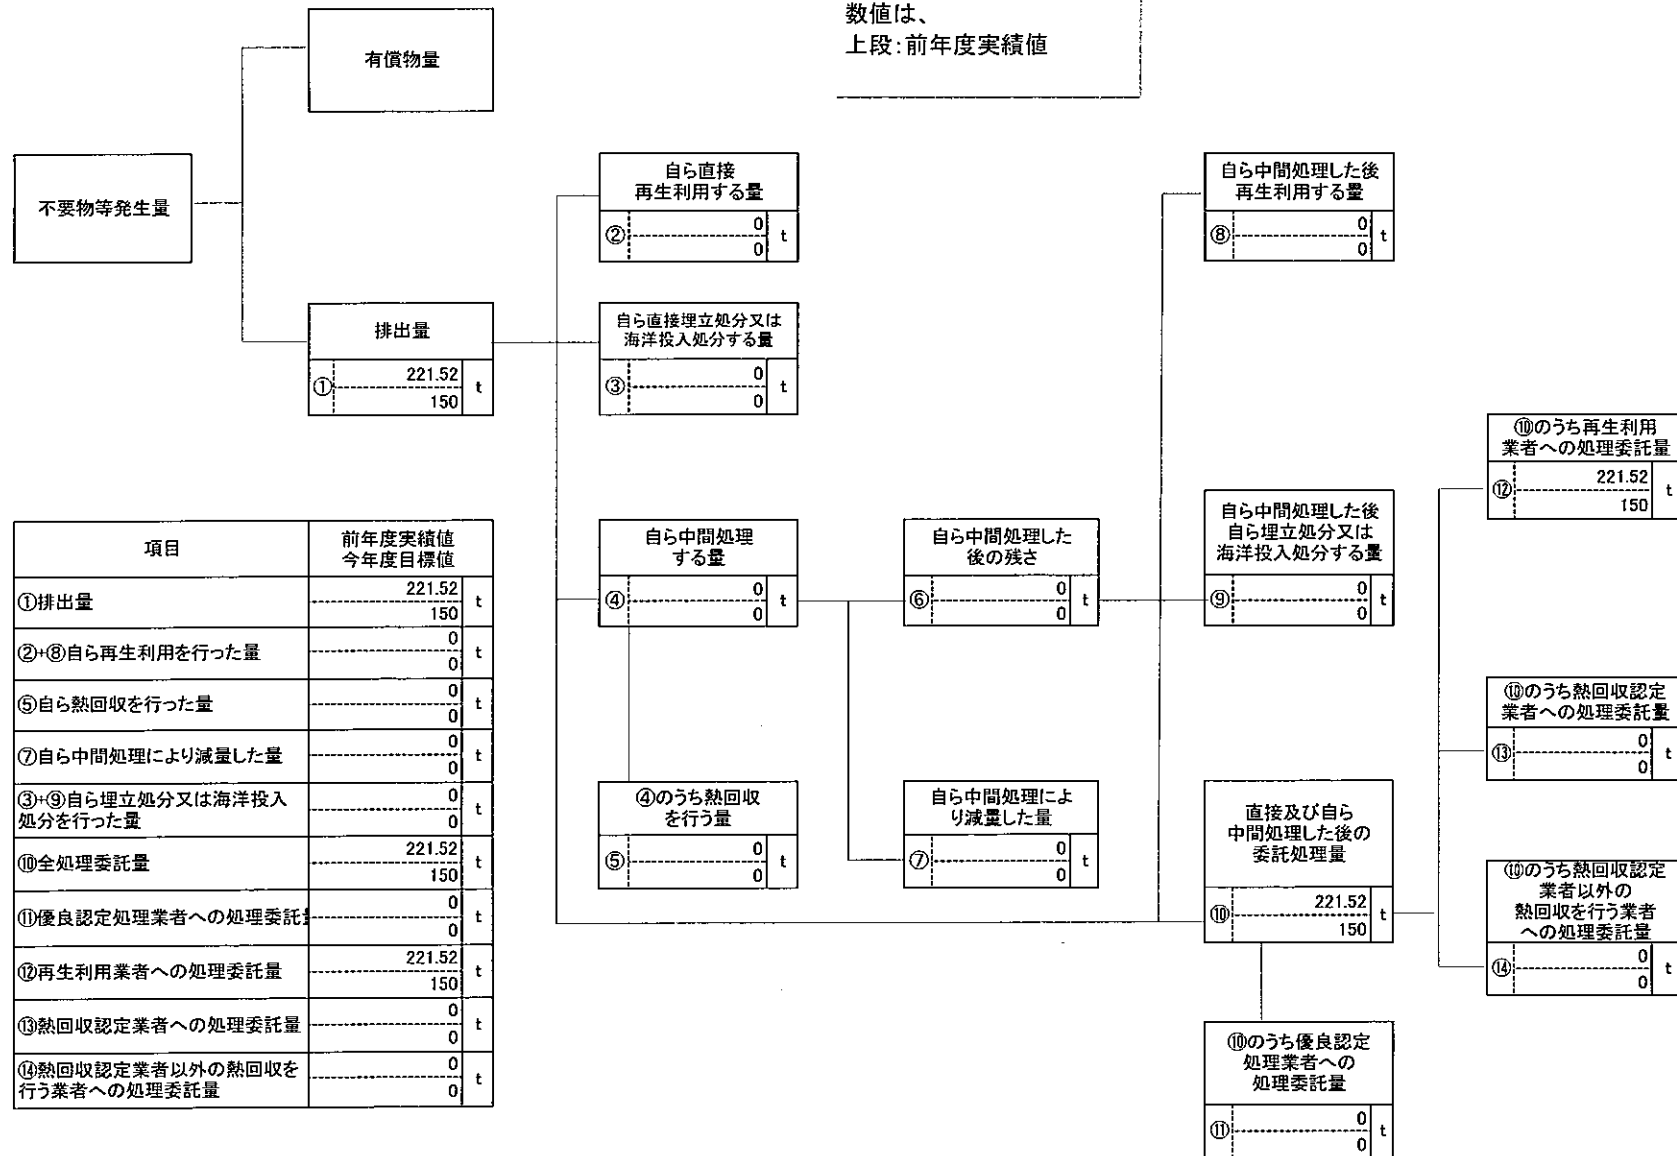 数値は、
上段:前年度実績値
有償物量
不要物等発生量
排出量
① 221.52 t
150
自ら直接
再生利用する量
② 0 t
0
自ら直接埋立処分又は
海洋投入処分する量
③ 0 t
0
自ら中間処理した後
再生利用する量
⑧ 0 t
0
自ら中間処理
する量
④ 0 t
0
自ら中間処理した
後の残さ
⑥ 0 t
0
自ら中間処理した後
自ら埋立処分又は
海洋投入処分する量
⑨ 0 t
0
④のうち熱回収
を行う量
⑤ 0 t
0
自ら中間処理によ
り減量した量
⑦ 0 t
0
直接及び自ら
中間処理した後の
委託処理量
⑩ 221.52 t
150
⑩のうち優良認定
処理業者への
処理委託量
⑪ 0 t
0
⑩のうち再生利用
業者への処理委託量
⑫ 221.52 t
150
⑩のうち熱回収認定
業者への処理委託量
⑬ 0 t
0
⑩のうち熱回収認定
業者以外の
熱回収を行う業者
への処理委託量
⑭ 0 t
0
項目 前年度実績値
今年度目標値
①排出量 221.52 t
150
②+⑧自ら再生利用を行った量 0 t
0
⑤自ら熱回収を行った量 0 t
0
⑦自ら中間処理により減量した量 0 t
0
③+⑨自ら埋立処分又は海洋投入 0 t
処分を行った量 0
⑩全処理委託量 221.52 t
150
⑪優良認定処理業者への処理委託 0 t
0
⑫再生利用業者への処理委託量 221.52 t
150
⑬熱回収認定業者への処理委託量 0 t
0
⑭熱回収認定業者以外の熱回収を 0 t
行う業者への処理委託量 0